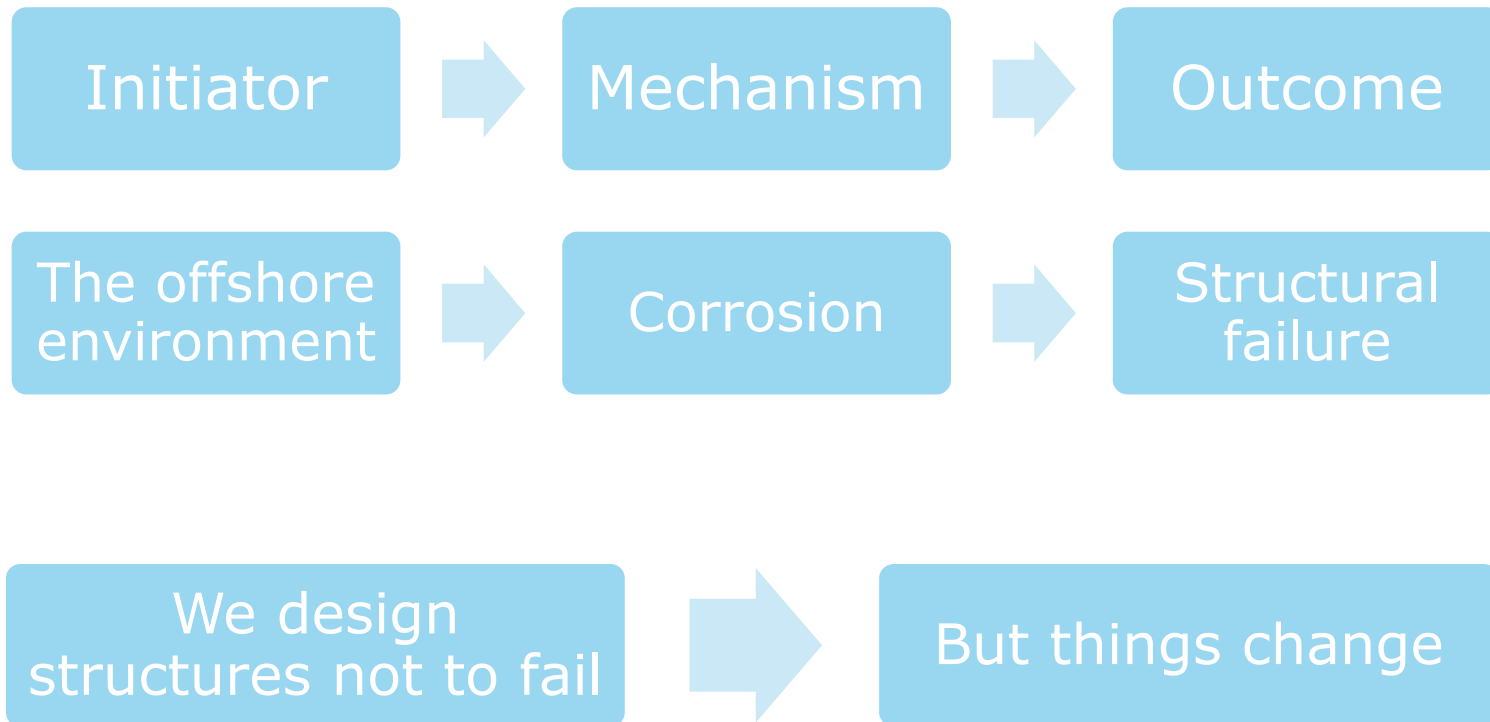 Initiator
Mechanism
Outcome
The offshore
environment
Corrosion
Structural
failure
We design
structures not to fail
But things change